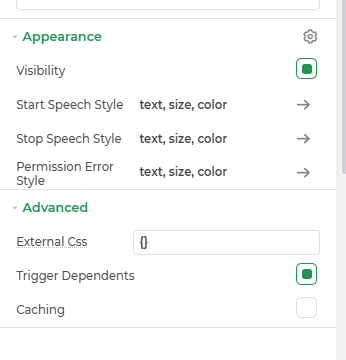 Appearance
Visibility
Start Speech Style text, size, color
Stop Speech Style text, size, color
Permission Error
Style text, size, color
Advanced
External Css {}
Trigger Dependents
Caching